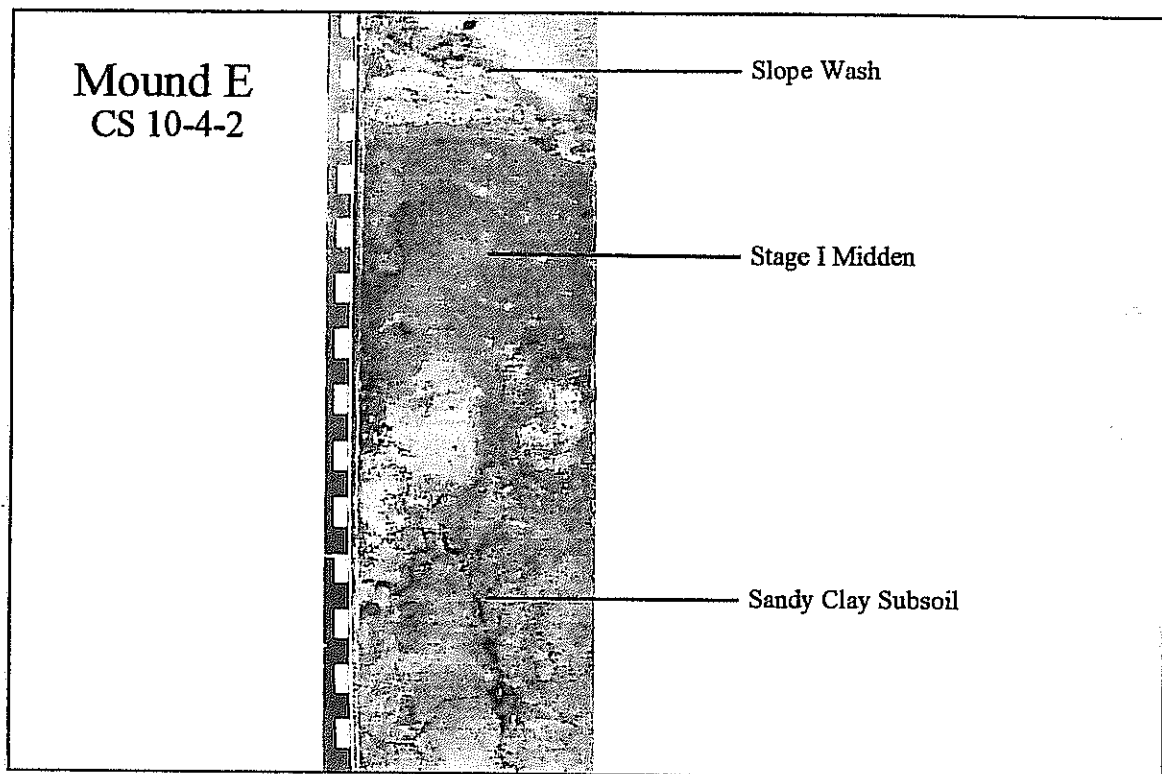 Mound E
CS 10-4-2
Slope Wash
Stage I Midden
Sandy Clay Subsoil